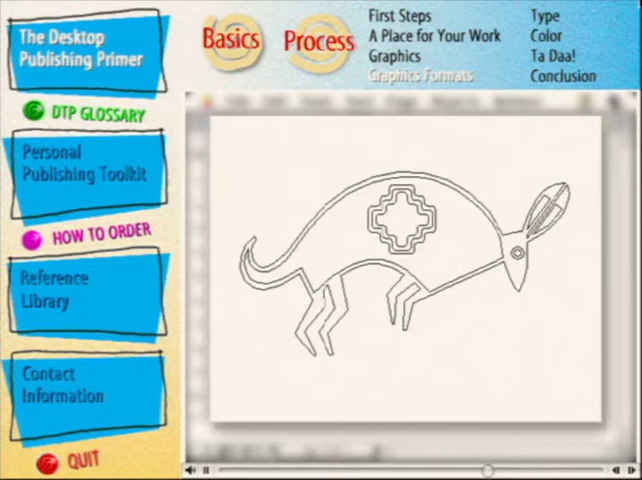 The Desktop
Publishing Primer
DTP GLOSSARY
Personal
Publishing Toolkit
HOW TO ORDER
Reference
Library
Contact
Information
QUIT
Basics
Process
First Steps
A Place for Your Work
Graphics
Graphics Formats
Type
Color
Ta Daa!
Conclusion